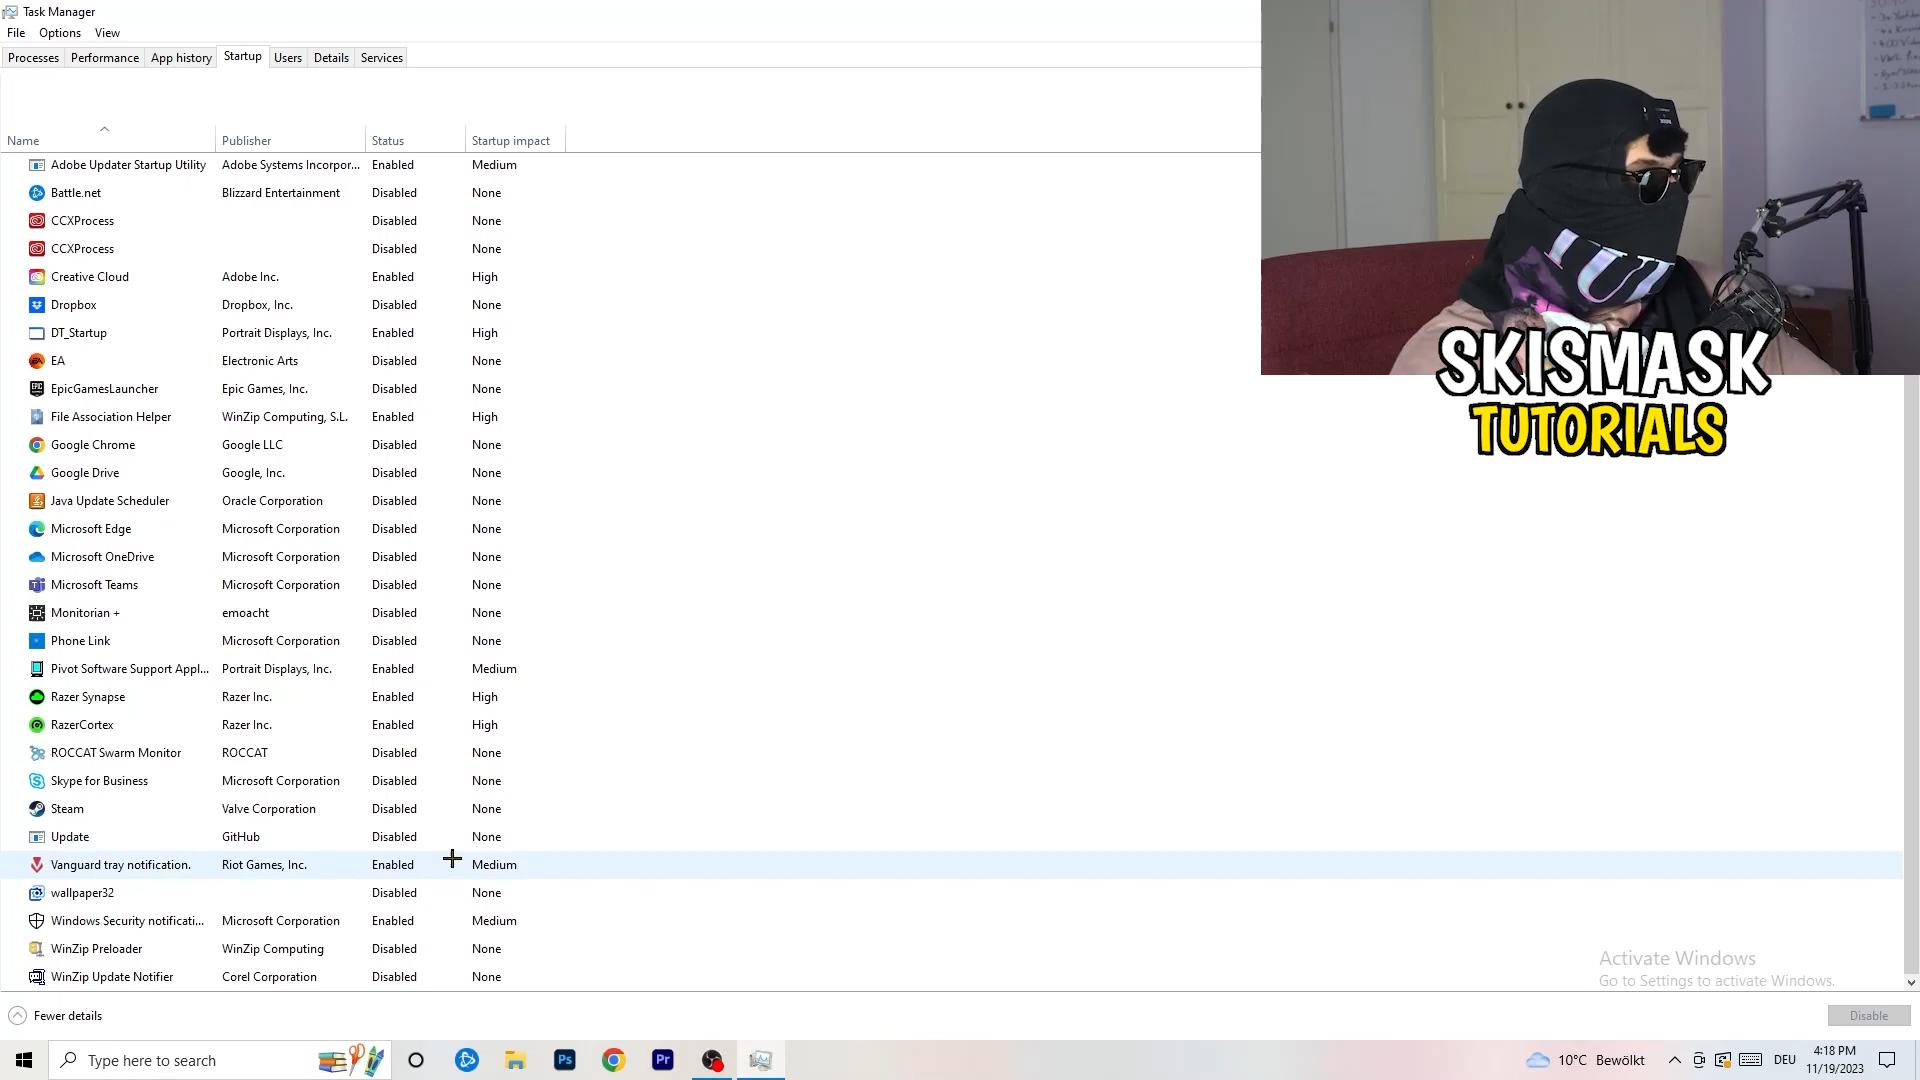 Task Manager
File Options View
Processes Performance App history Startup Users Details Services
Name Publisher Status Startup impact
Adobe Updater Startup Utility Adobe Systems Incorpor... Enabled Medium
Battle.net Blizzard Entertainment Disabled None
CCXProcess Disabled None
CCXProcess Disabled None
Creative Cloud Adobe Inc. Enabled High
Dropbox Dropbox, Inc. Disabled None
DT_Startup Portrait Displays, Inc. Enabled High
EA Electronic Arts Disabled None
EpicGamesLauncher Epic Games, Inc. Disabled None
File Association Helper WinZip Computing, S.L. Enabled High
Google Chrome Google LLC Disabled None
Google Drive Google, Inc. Disabled None
Java Update Scheduler Oracle Corporation Disabled None
Microsoft Edge Microsoft Corporation Disabled None
Microsoft OneDrive Microsoft Corporation Disabled None
Microsoft Teams Microsoft Corporation Disabled None
Monitorian + emoacht Disabled None
Phone Link Microsoft Corporation Disabled None
Pivot Software Support Appl... Portrait Displays, Inc. Enabled Medium
Razer Synapse Razer Inc. Enabled High
RazerCortex Razer Inc. Enabled High
ROCCAT Swarm Monitor ROCCAT Disabled None
Skype for Business Microsoft Corporation Disabled None
Steam Valve Corporation Disabled None
Update GitHub Disabled None
Vanguard tray notification. Riot Games, Inc. Enabled Medium
wallpaper32 Disabled None
Windows Security notificati... Microsoft Corporation Enabled Medium
WinZip Preloader WinZip Computing Disabled None
WinZip Update Notifier Corel Corporation Disabled None
SKISMASK
TUTORIALS
Activate Windows
Go to Settings to activate Windows.
Fewer details
Disable
Type here to search
Ps
Pr
10°C Bewölkt
DEU
4:18 PM
11/19/2023